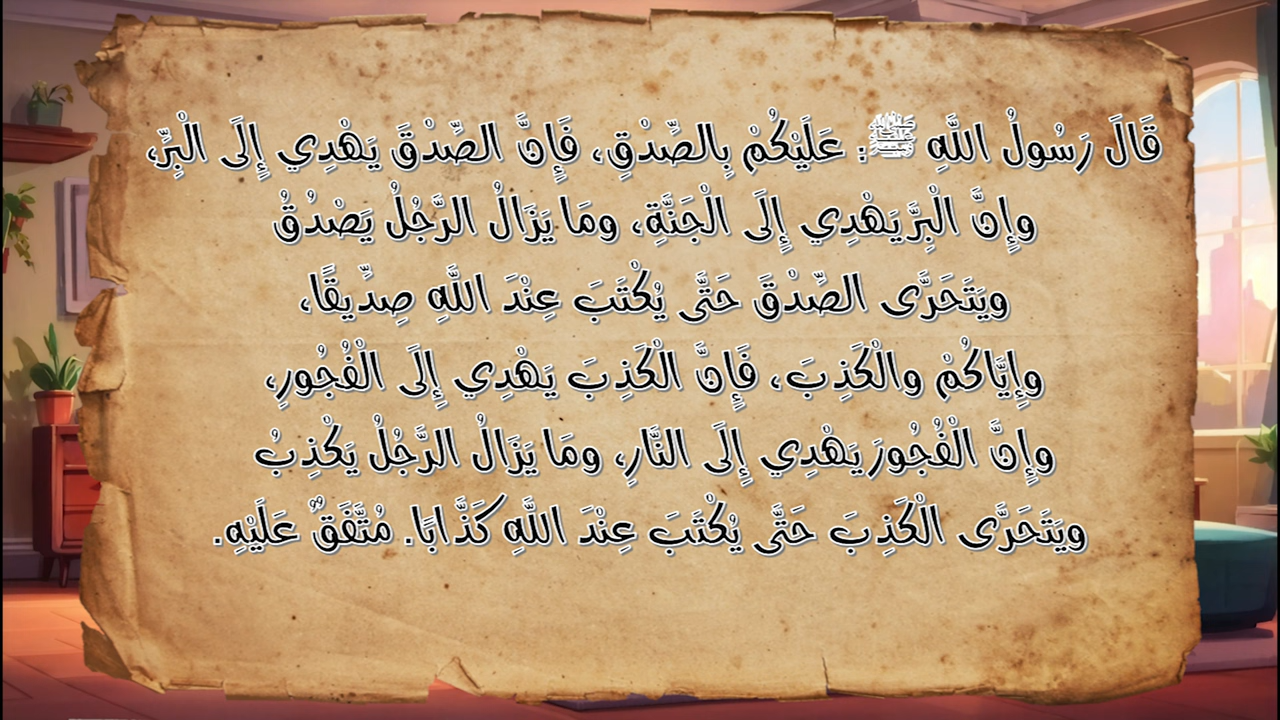 قَالَ رَسُولُ اللَّهِ ﷺ: عَلَيْكُمْ بِالصِّدْقِ، فَإِنَّ الصِّدْقَ يَهْدِي إِلَى الْبِرِّ،
وإِنَّ الْبِرَّ يَهْدِي إِلَى الْجَنَّةِ، ومَا يَزَالُ الرَّجُلُ يَصْدُقُ
ويَتَحَرَّى الصِّدْقَ حَتَّى يُكْتَبَ عِنْدَ اللَّهِ صِدِّيقًا،
وإِيَّاكُمْ والْكَذِبَ، فَإِنَّ الْكَذِبَ يَهْدِي إِلَى الْفُجُورِ،
وإِنَّ الْفُجُورَ يَهْدِي إِلَى النَّارِ، ومَا يَزَالُ الرَّجُلُ يَكْذِبُ
ويَتَحَرَّى الْكَذِبَ حَتَّى يُكْتَبَ عِنْدَ اللَّهِ كَذَّابًا. مُتَّفَقٌ عَلَيْهِ.